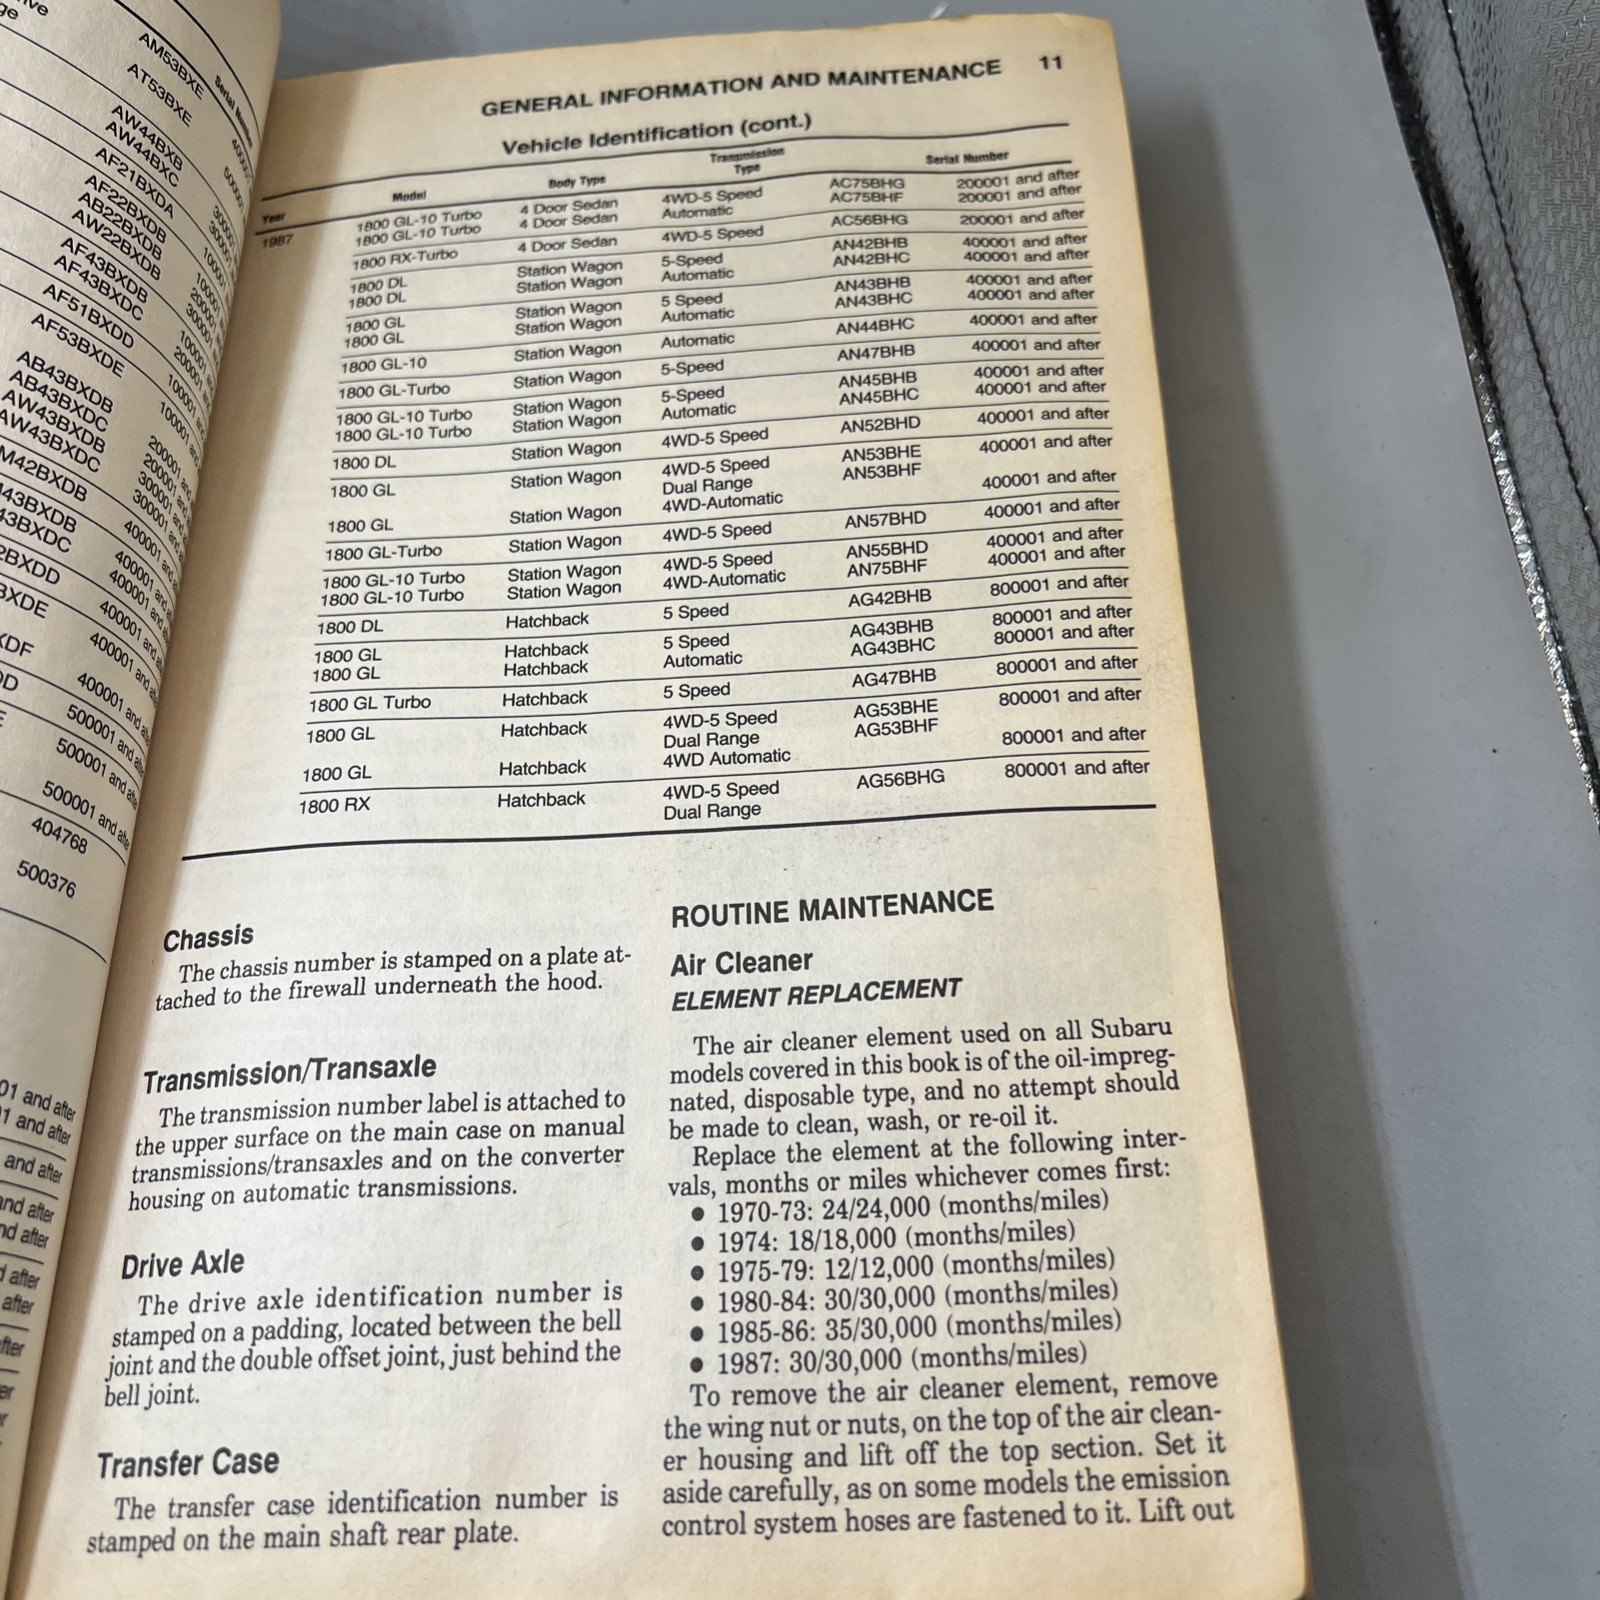 AM53BXE
AT53BXE
AW44BXB
AW44BXC
AF21BXDA
AF22BXDB
AB22BXDB
AW22BXDB
AF43BXDB
AF43BXDC
AF51BXDD
AF53BXDE
AB43BXDB
AB43BXDC
AW43BXDB
AW43BXDC
M42BXDB
43BXDB
43BXDC
2BXDD
BXDE
XDF
Serial Number
404768
500376
GENERAL INFORMATION AND MAINTENANCE 11
Vehicle Identification (cont.)
Year Model Body Type Transmission Type Serial Number
1987 1800 GL-10 Turbo 4 Door Sedan 4WD-5 Speed AC75BHG 200001 and after
1800 GL-10 Turbo 4 Door Sedan Automatic AC75BHF 200001 and after
1800 RX-Turbo 4 Door Sedan 4WD-5 Speed AC56BHG 200001 and after
1800 DL Station Wagon 5-Speed AN42BHB 400001 and after
1800 DL Station Wagon Automatic AN42BHC 400001 and after
1800 GL Station Wagon 5 Speed AN43BHB 400001 and after
1800 GL Station Wagon Automatic AN43BHC 400001 and after
1800 GL-10 Station Wagon Automatic AN44BHC 400001 and after
1800 GL-Turbo Station Wagon 5-Speed AN47BHB 400001 and after
1800 GL-10 Turbo Station Wagon 5-Speed AN45BHB 400001 and after
1800 GL-10 Turbo Station Wagon Automatic AN45BHC 400001 and after
1800 DL Station Wagon 4WD-5 Speed AN52BHD 400001 and after
1800 GL Station Wagon 4WD-5 Speed AN53BHE 400001 and after
Dual Range AN53BHF
1800 GL Station Wagon 4WD-Automatic 400001 and after
1800 GL-Turbo Station Wagon 4WD-5 Speed AN57BHD 400001 and after
1800 GL-10 Turbo Station Wagon 4WD-5 Speed AN55BHD 400001 and after
1800 GL-10 Turbo Station Wagon 4WD-Automatic AN75BHF 400001 and after
1800 DL Hatchback 5 Speed AG42BHB 800001 and after
1800 GL Hatchback 5 Speed AG43BHB 800001 and after
1800 GL Hatchback Automatic AG43BHC 800001 and after
1800 GL Turbo Hatchback 5 Speed AG47BHB 800001 and after
1800 GL Hatchback 4WD-5 Speed AG53BHE 800001 and after
Dual Range AG53BHF
1800 GL Hatchback 4WD Automatic 800001 and after
1800 RX Hatchback 4WD-5 Speed AG56BHG 800001 and after
Dual Range
Chassis
The chassis number is stamped on a plate at-
tached to the firewall underneath the hood.
Transmission/Transaxle
The transmission number label is attached to
the upper surface on the main case on manual
transmissions/transaxles and on the converter
housing on automatic transmissions.
Drive Axle
The drive axle identification number is
stamped on a padding, located between the bell
joint and the double offset joint, just behind the
bell joint.
Transfer Case
The transfer case identification number is
stamped on the main shaft rear plate.
ROUTINE MAINTENANCE
Air Cleaner
ELEMENT REPLACEMENT
The air cleaner element used on all Subaru
models covered in this book is of the oil-impreg-
nated, disposable type, and no attempt should
be made to clean, wash, or re-oil it.
Replace the element at the following inter-
vals, months or miles whichever comes first:
● 1970-73: 24/24,000 (months/miles)
● 1974: 18/18,000 (months/miles)
● 1975-79: 12/12,000 (months/miles)
● 1980-84: 30/30,000 (months/miles)
● 1985-86: 35/30,000 (months/miles)
● 1987: 30/30,000 (months/miles)
To remove the air cleaner element, remove
the wing nut or nuts, on the top of the air clean-
er housing and lift off the top section. Set it
aside carefully, as on some models the emission
control system hoses are fastened to it. Lift out